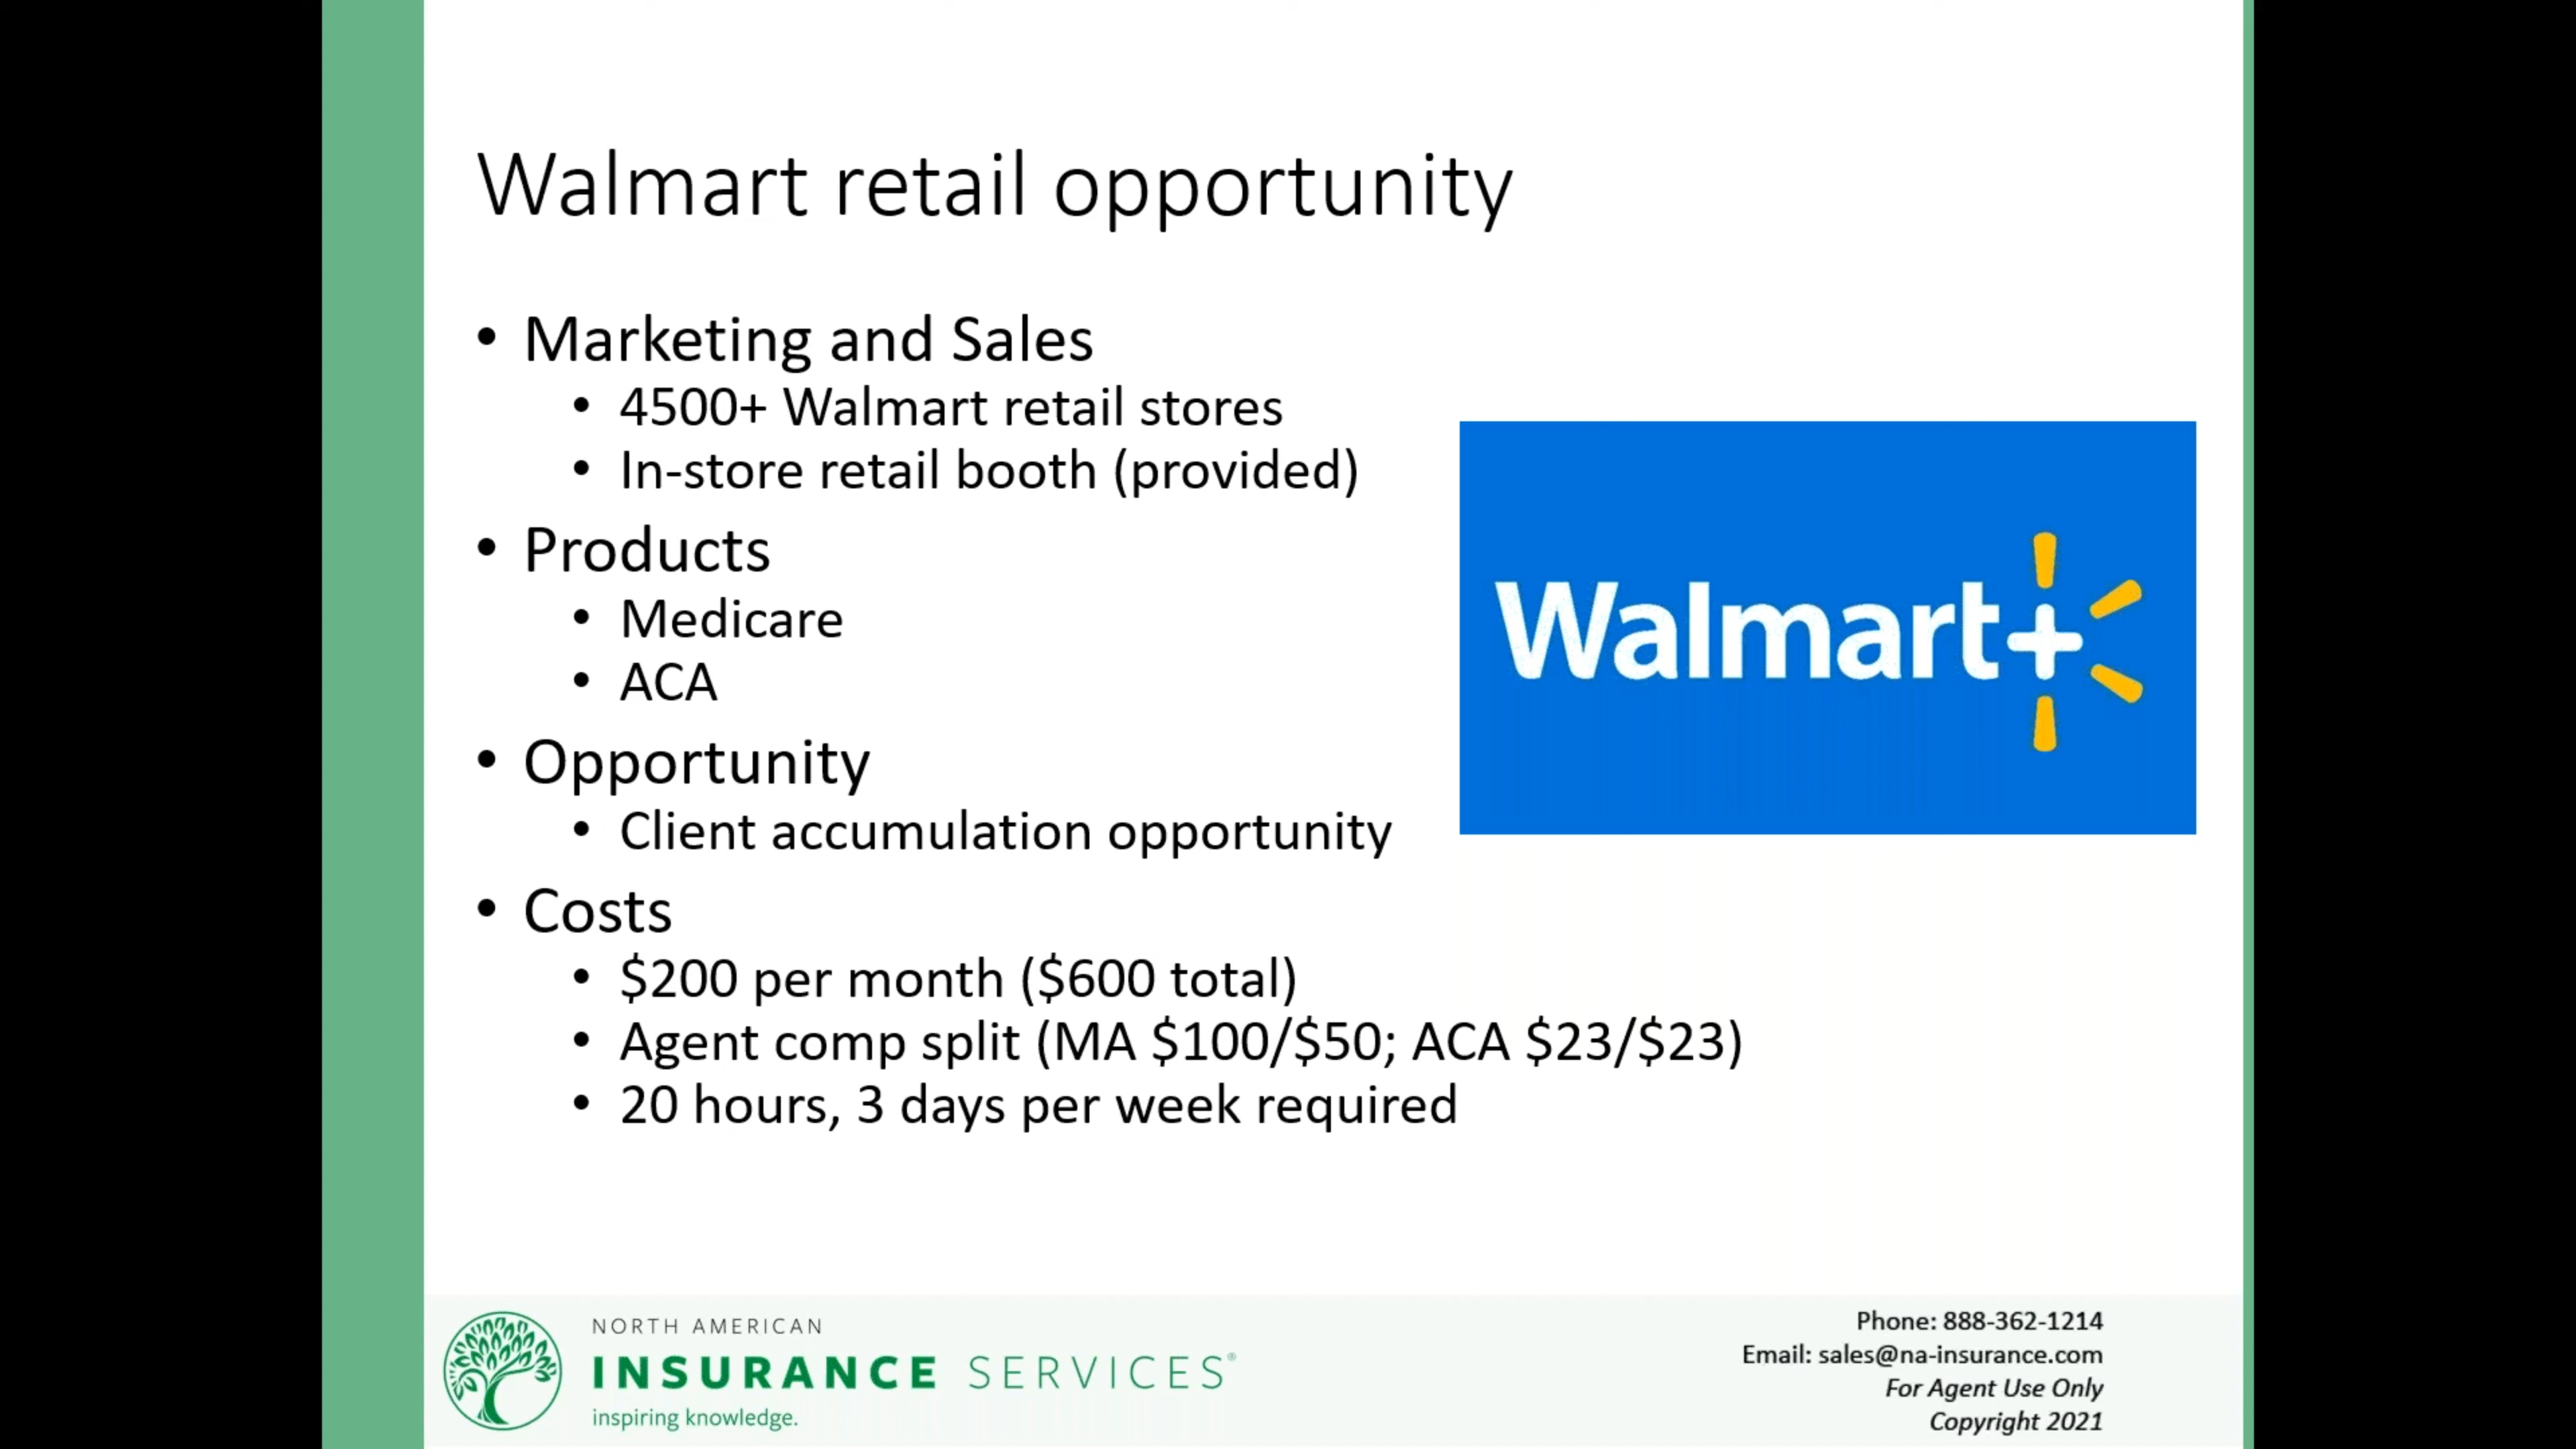 Walmart retail opportunity
• Marketing and Sales
• 4500+ Walmart retail stores
• In-store retail booth (provided)
• Products
• Medicare
• ACA
• Opportunity
• Client accumulation opportunity
• Costs
• $200 per month ($600 total)
• Agent comp split (MA $100/$50; ACA $23/$23)
• 20 hours, 3 days per week required
Walmart+
NORTH AMERICAN
INSURANCE SERVICES®
inspiring knowledge.
Phone: 888-362-1214
Email: sales@na-insurance.com
For Agent Use Only
Copyright 2021